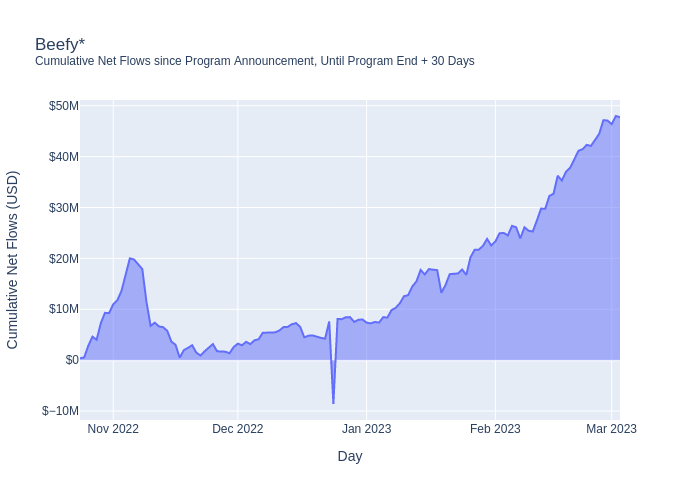 Beefy*
Cumulative Net Flows since Program Announcement, Until Program End + 30 Days
Cumulative Net Flows (USD)
$50M
$40M
$30M
$20M
$10M
$0
$−10M
Nov 2022
Dec 2022
Jan 2023
Feb 2023
Mar 2023
Day